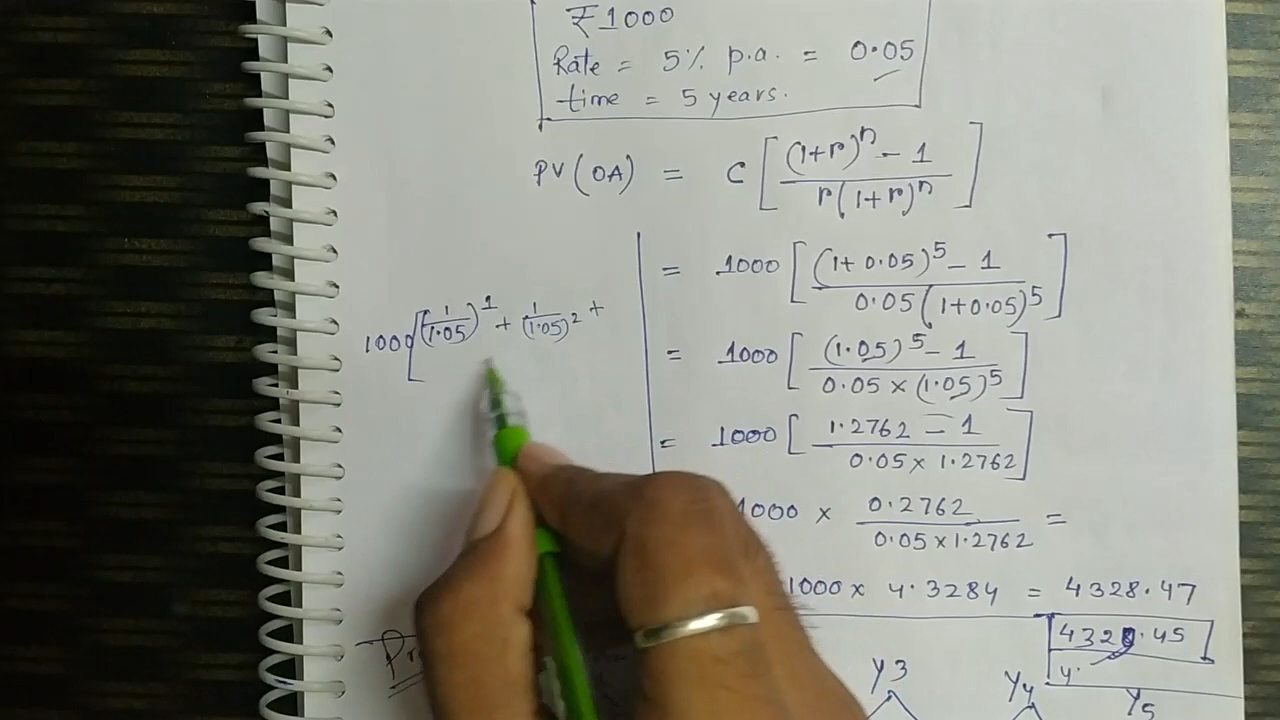 ₹1000
Rate = 5% p.a. = 0.05
time = 5 years.
PV(OA) = C [ (1+r)^n - 1 / r(1+r)^n ]
= 1000 [ (1+0.05)^5 - 1 / 0.05(1+0.05)^5 ]
= 1000 [ (1.05)^5 - 1 / 0.05 × (1.05)^5 ]
= 1000 [ 1.2762 - 1 / 0.05 × 1.2762 ]
1000 × 0.2762 / 0.05×1.2762 =
1000 × 4.3284 = 4328.47
4328.45
y.
1000[(1/1.05)^1 + 1/(1.05)^2 +
y3
y4
y5